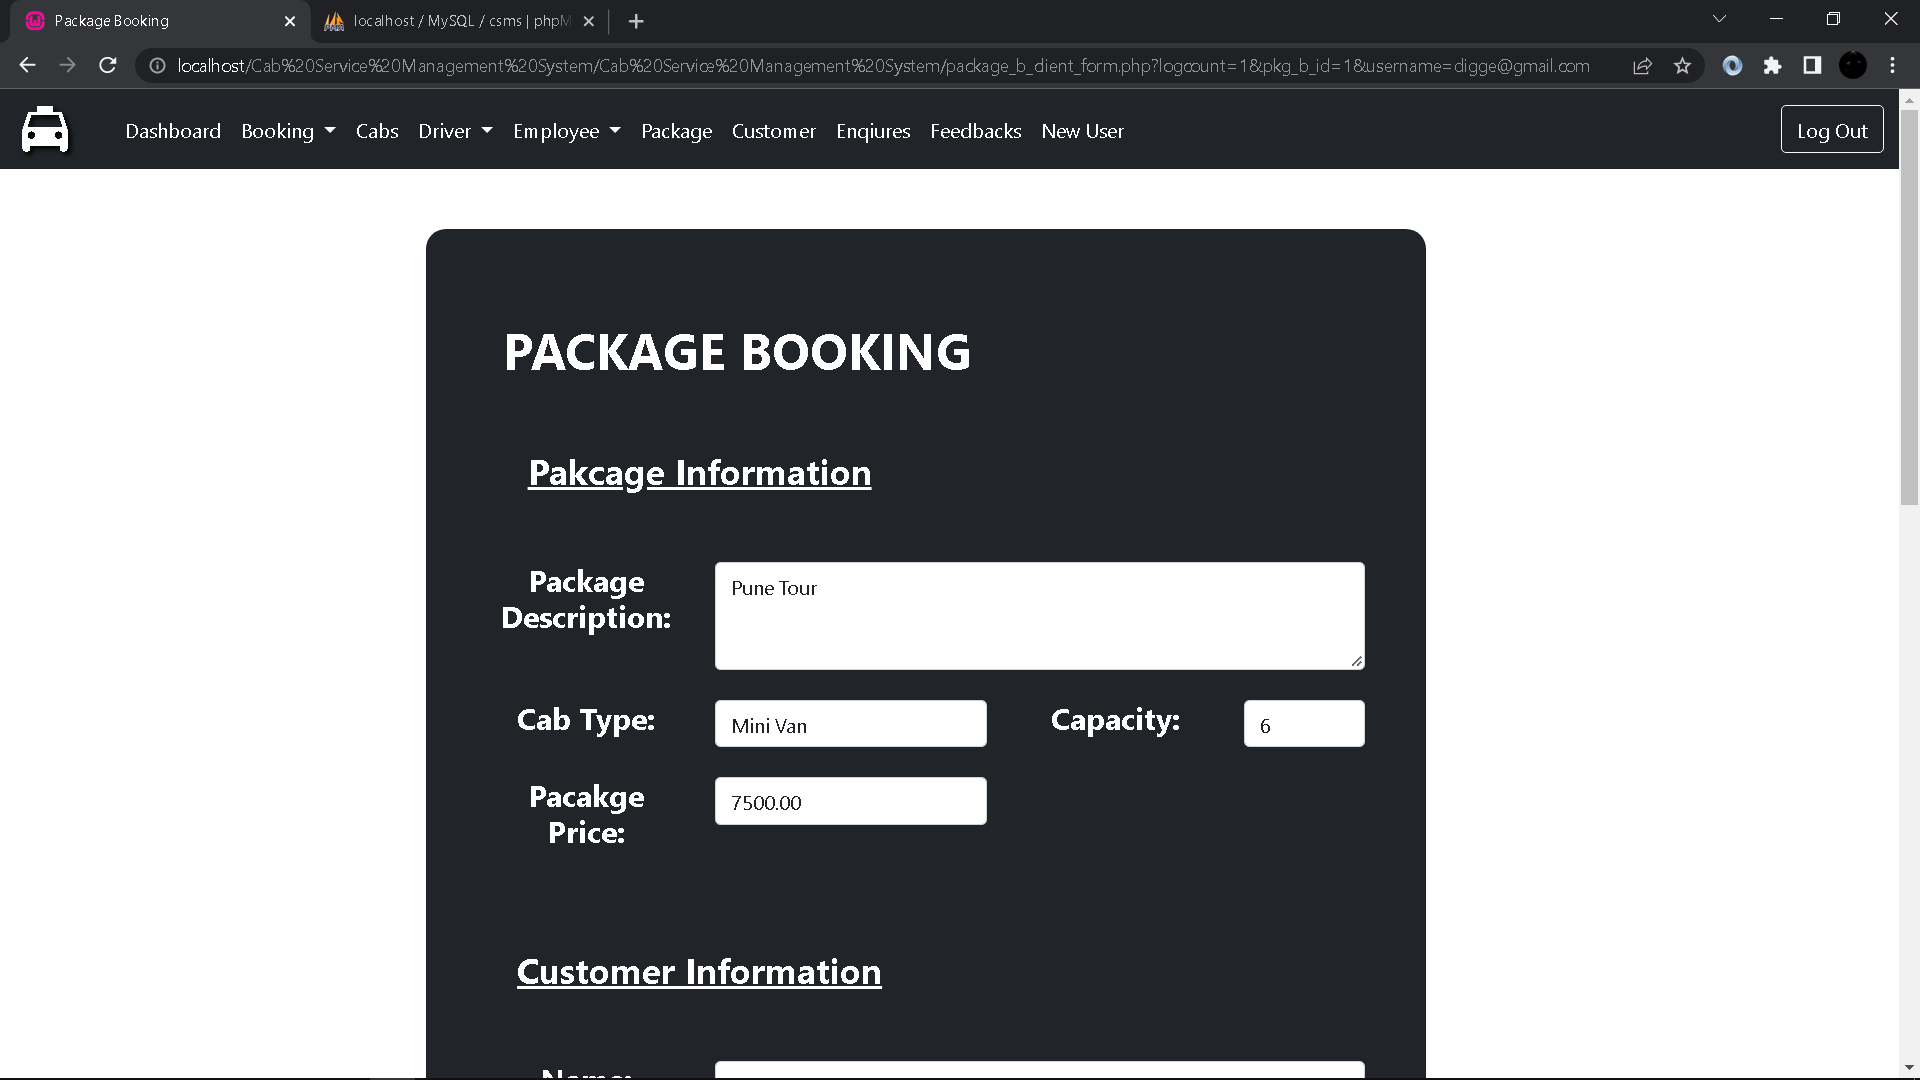 Package Booking
localhost / MySQL / csms | phpM
localhost/Cab%20Service%20Management%20System/Cab%20Service%20Management%20System/package_b_client_form.php?logcount=1&pkg_b_id=1&username=digge@gmail.com
Dashboard Booking Cabs Driver Employee Package Customer Enqiures Feedbacks New User Log Out
PACKAGE BOOKING
Pakcage Information
Package
Description:
Pune Tour
Cab Type: Mini Van Capacity: 6
Pacakge
Price:
7500.00
Customer Information
Name: